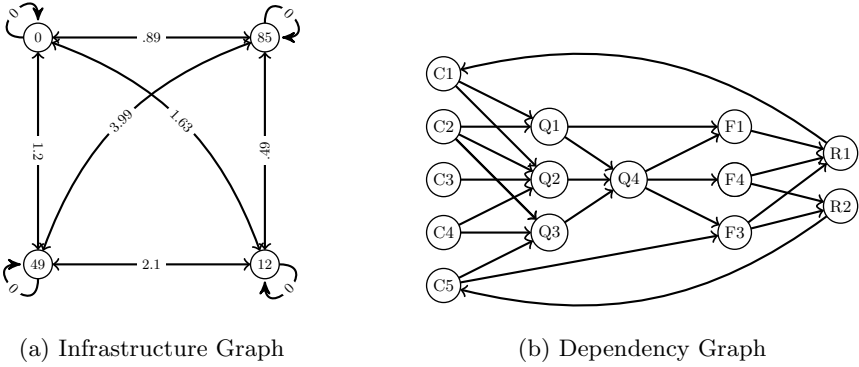 0
0
0
.89
85
3.99
1.63
1.2
.49
49
2.1
12
0
0
C1
C2
Q1
F1
R1
C3
Q2
Q4
F4
R2
C4
Q3
F3
C5
(a) Infrastructure Graph
(b) Dependency Graph